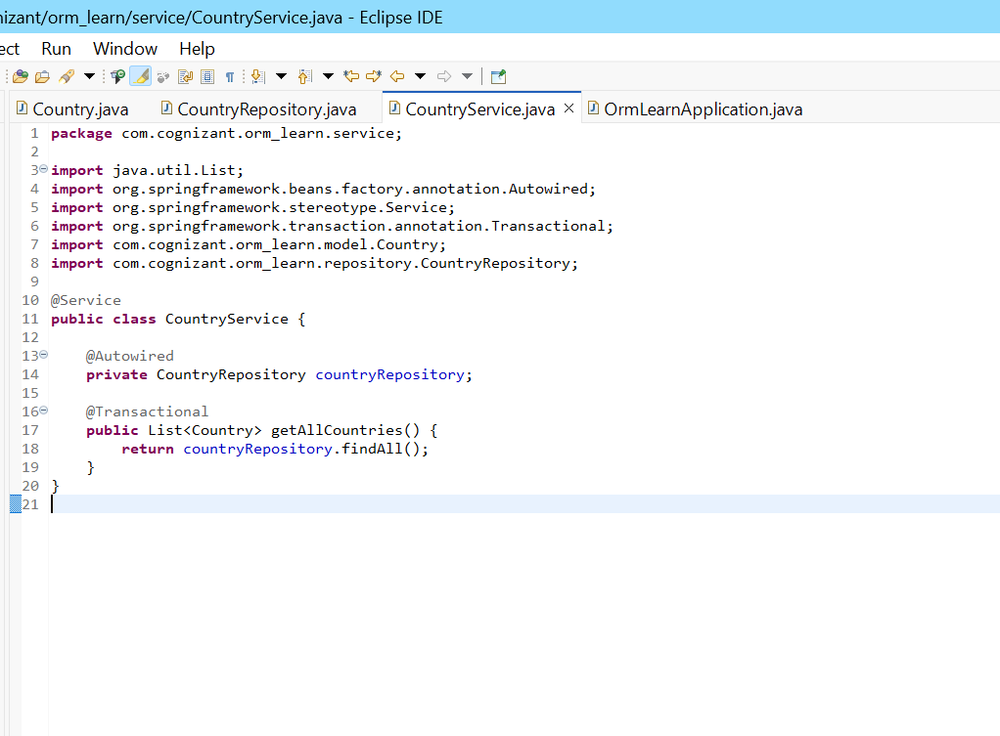 nizant/orm_learn/service/CountryService.java - Eclipse IDE
ect Run Window Help
Country.java CountryRepository.java CountryService.java OrmLearnApplication.java
1 package com.cognizant.orm_learn.service;
2
3 import java.util.List;
4 import org.springframework.beans.factory.annotation.Autowired;
5 import org.springframework.stereotype.Service;
6 import org.springframework.transaction.annotation.Transactional;
7 import com.cognizant.orm_learn.model.Country;
8 import com.cognizant.orm_learn.repository.CountryRepository;
9
10 @Service
11 public class CountryService {
12
13     @Autowired
14     private CountryRepository countryRepository;
15
16     @Transactional
17     public List<Country> getAllCountries() {
18         return countryRepository.findAll();
19     }
20 }
21